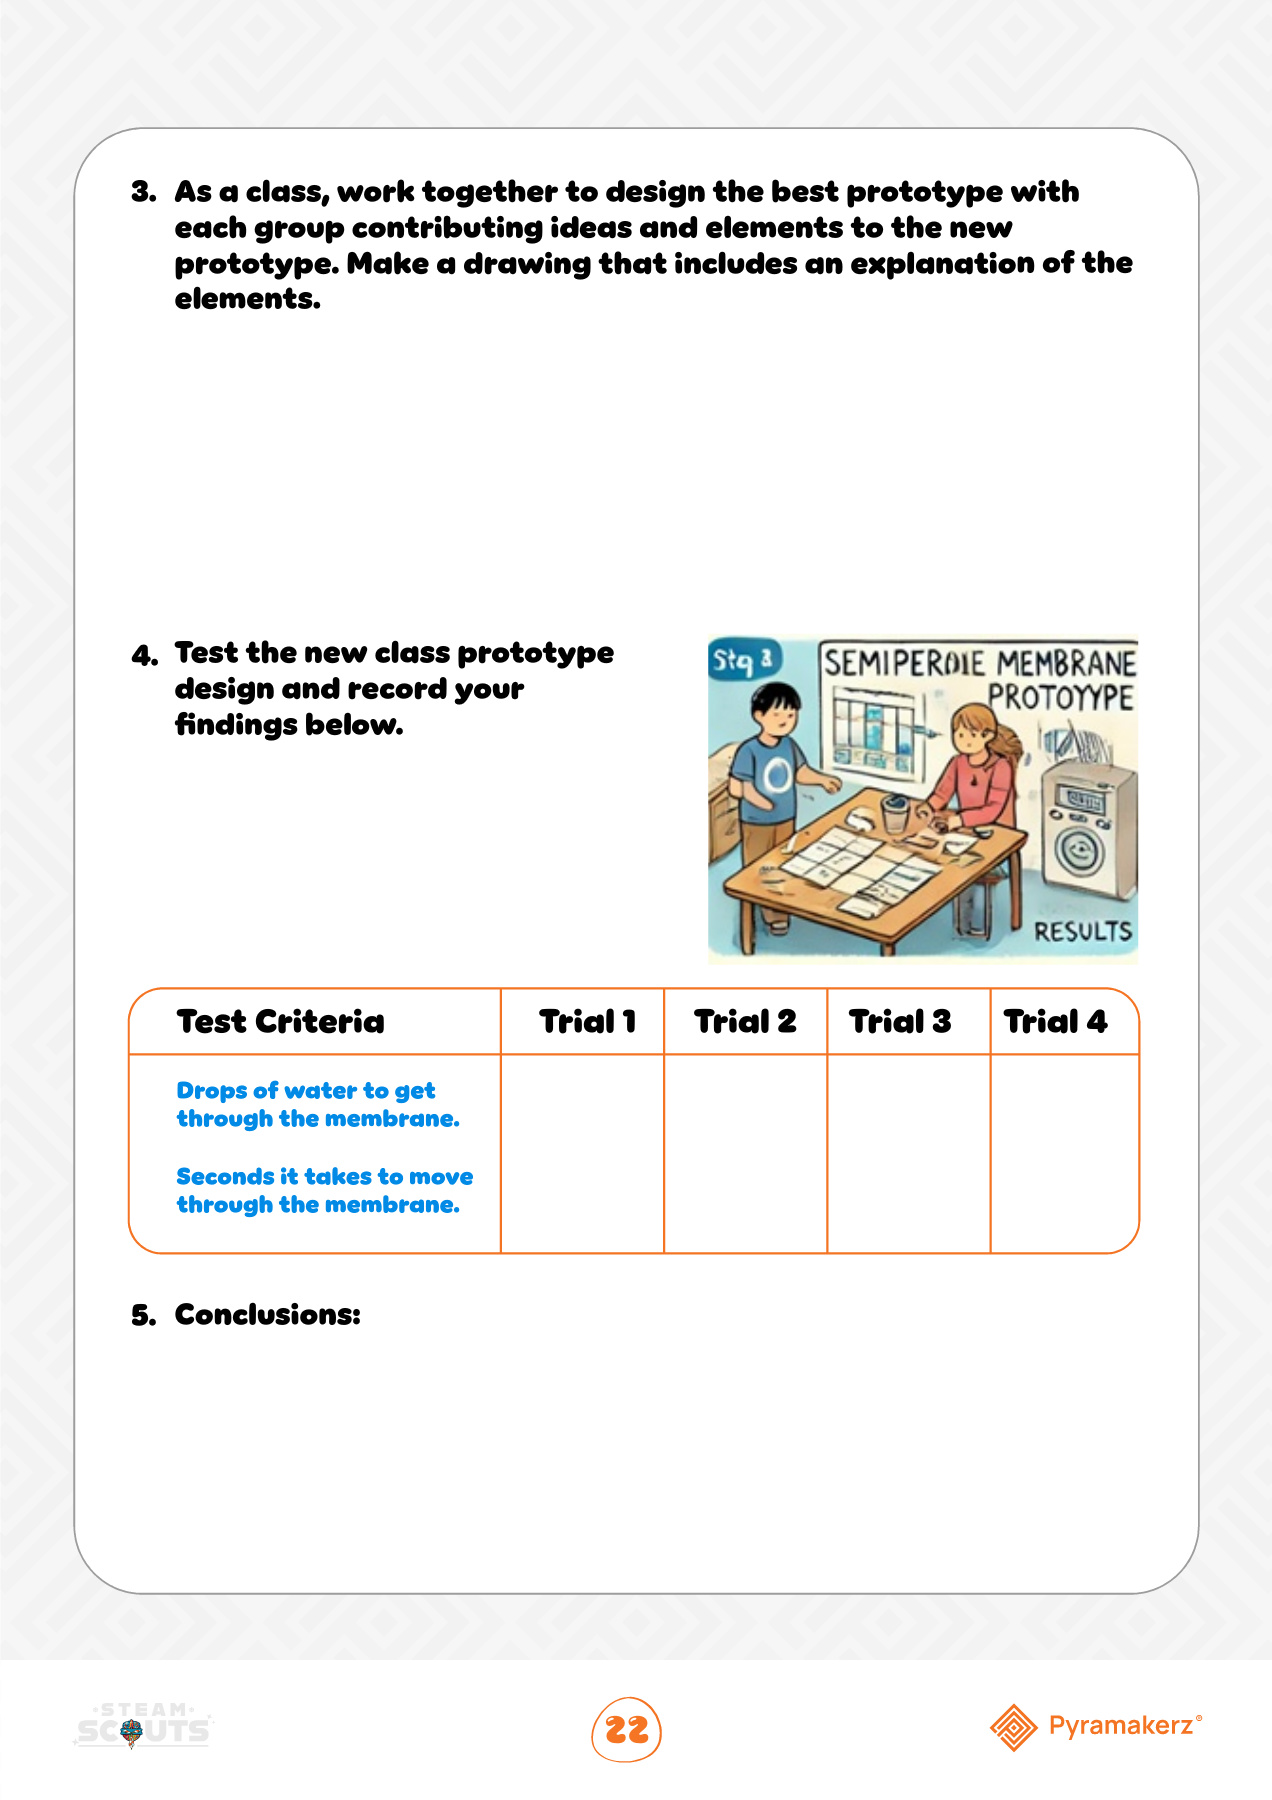 3. As a class, work together to design the best prototype with
each group contributing ideas and elements to the new
prototype. Make a drawing that includes an explanation of the
elements.
4. Test the new class prototype
design and record your
findings below.
Stq 3
SEMIPEROIE MEMBRANE
PROTOYYPE
RESULTS
Test Criteria Trial 1 Trial 2 Trial 3 Trial 4
Drops of water to get
through the membrane.
Seconds it takes to move
through the membrane.
5. Conclusions:
STEAM
SCOUTS
22
Pyramakerz®